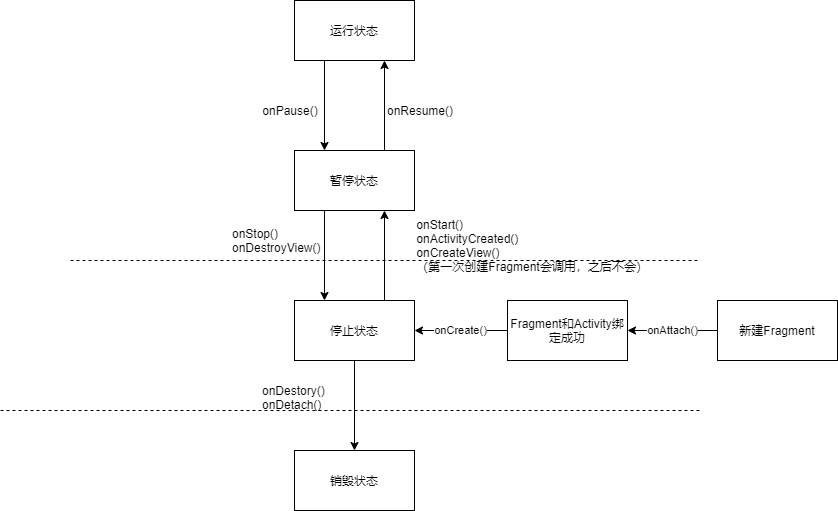 运行状态
onPause()
onResume()
暂停状态
onStop()
onDestroyView()
onStart()
onActivityCreated()
onCreateView()
（第一次创建Fragment会调用，之后不会）
停止状态
onCreate()
Fragment和Activity绑
定成功
onAttach()
新建Fragment
onDestory()
onDetach()
销毁状态